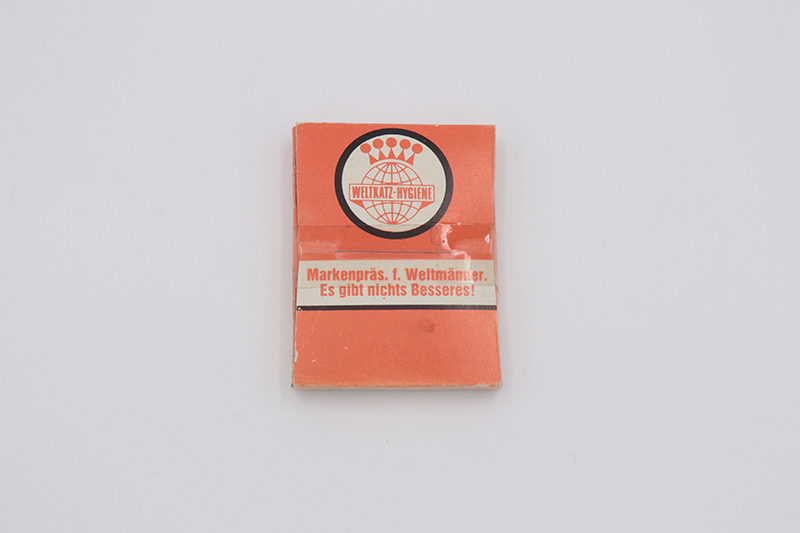 WELTKATZ-HYGIENE
Markenpräs. f. Weltmänner.
Es gibt nichts Besseres!